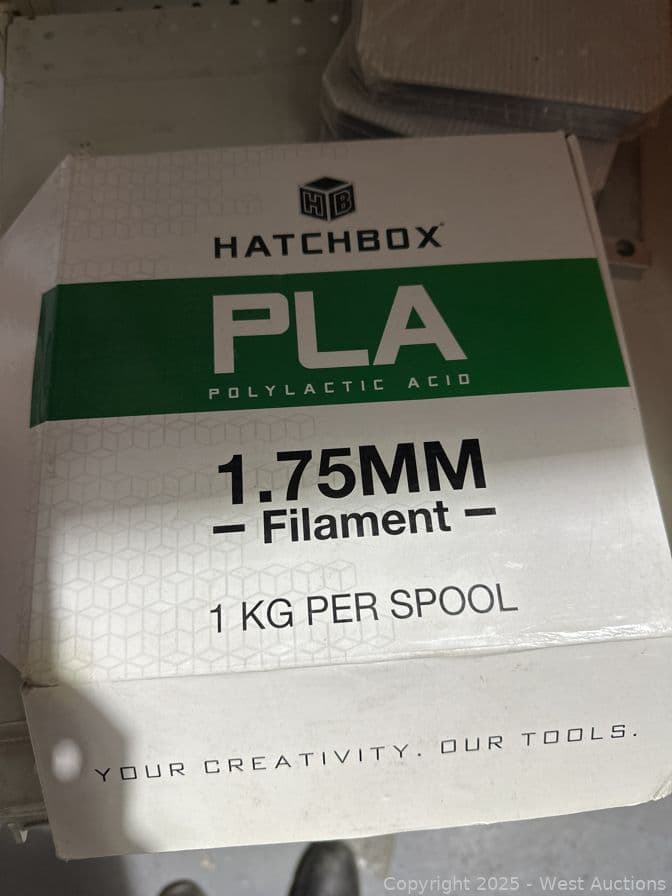 HB
HATCHBOX
PLA
POLYLACTIC ACID
1.75MM
– Filament –
1 KG PER SPOOL
YOUR CREATIVITY. OUR TOOLS.
Copyright 2025 - West Auctions